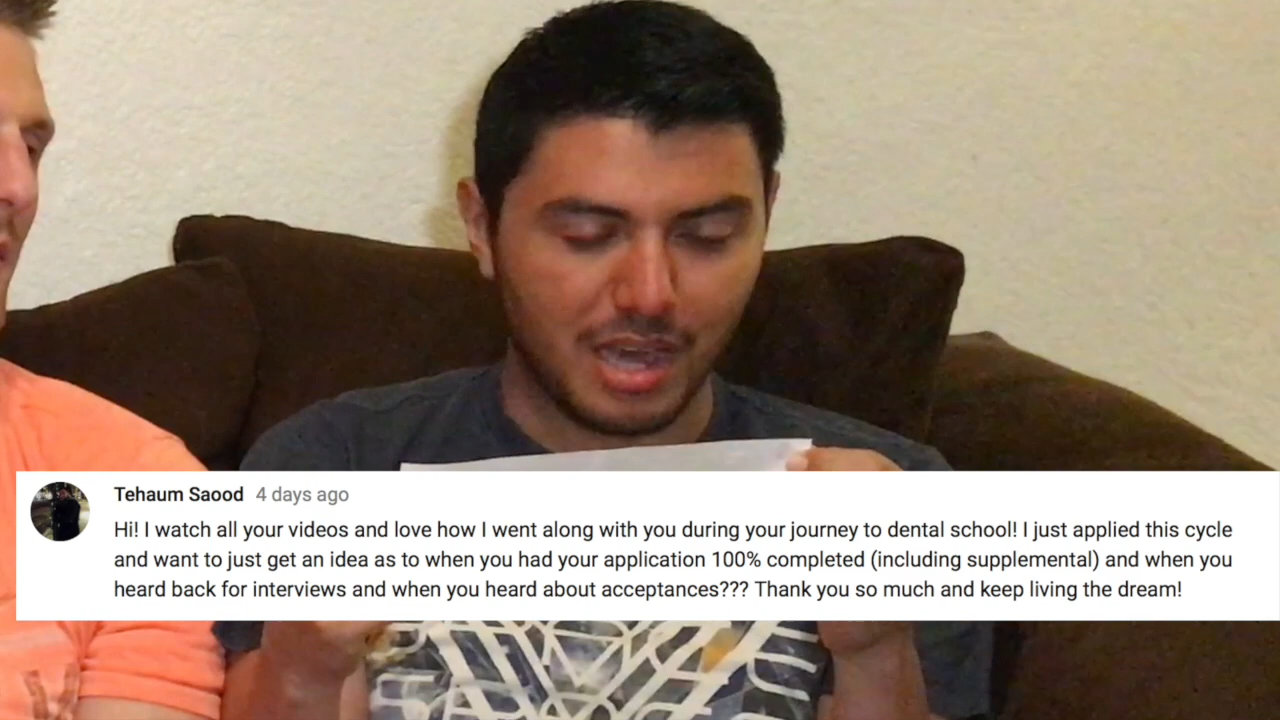 Tehaum Saood 4 days ago
Hi! I watch all your videos and love how I went along with you during your journey to dental school! I just applied this cycle
and want to just get an idea as to when you had your application 100% completed (including supplemental) and when you
heard back for interviews and when you heard about acceptances??? Thank you so much and keep living the dream!